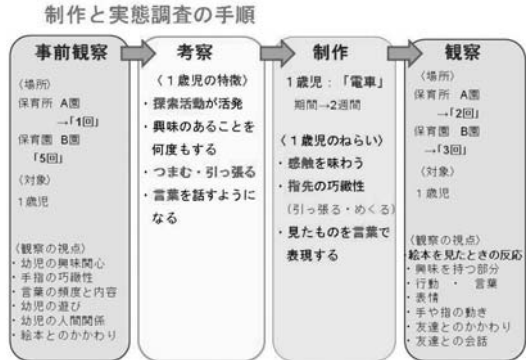 制作と実態調査の手順
事前観察
〈場所〉
保育所 A園
→｢1回｣
保育園 B園
｢5回｣
〈対象〉
1歳児
〈観察の視点〉
・幼児の興味関心
・手指の巧緻性
・言葉の頻度と内容
・幼児の遊び
・幼児の人間関係
・絵本とのかかわり
考察
〈１歳児の特徴〉
・探索活動が活発
・興味のあることを
何度もする
・つまむ・引っ張る
・言葉を話すように
なる
制作
1歳児：「電車」
期間→2週間
〈１歳児のねらい〉
・感触を味わう
・指先の巧緻性
(引っ張る・めくる)
・見たものを言葉で
表現する
観察
〈場所〉
保育所 A園
→｢2回｣
保育園 B園
→｢3回｣
〈対象〉
1歳児
〈観察の視点〉
・絵本を見たときの反応
・興味を持つ部分
・行動 ・ 言葉
・表情
・手や指の動き
・友達とのかかわり
・友達との会話